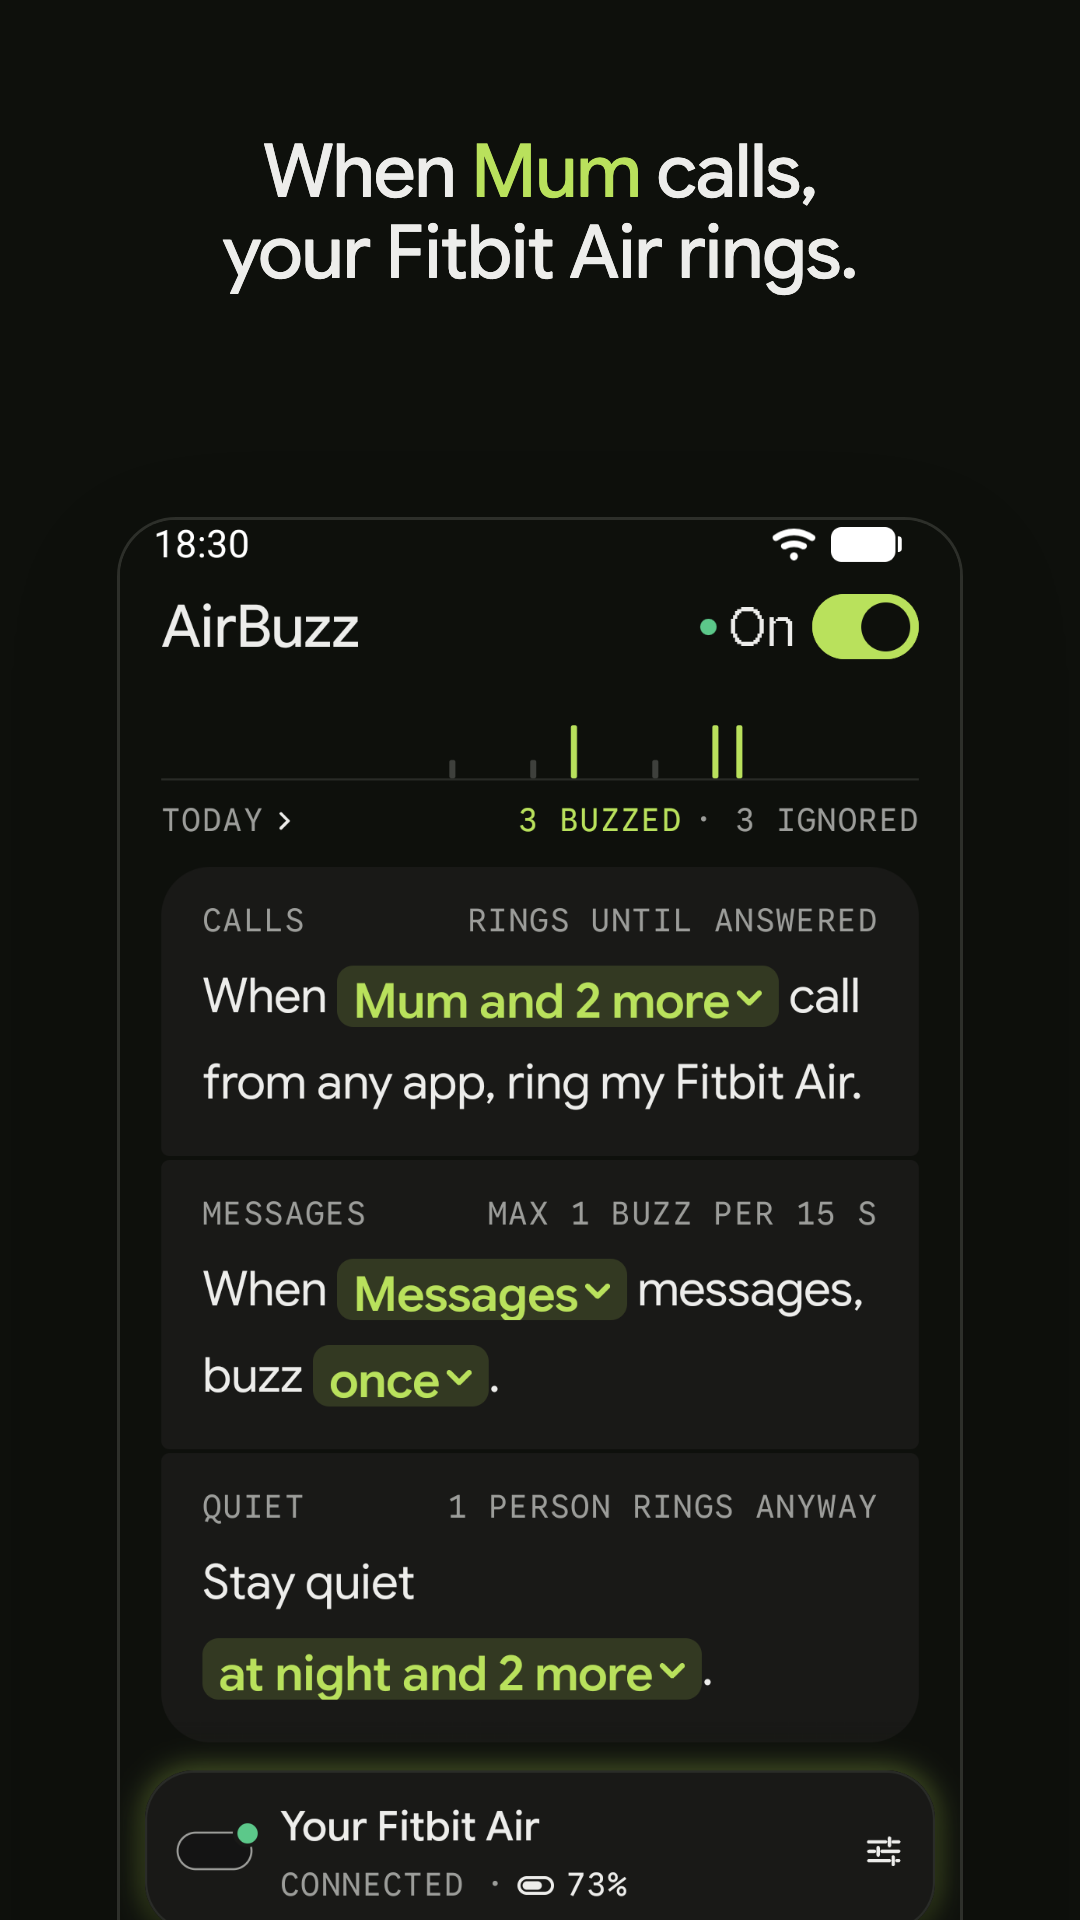 When Mum calls,
your Fitbit Air rings.
18:30
AirBuzz
On
TODAY
3 BUZZED · 3 IGNORED
CALLS
RINGS UNTIL ANSWERED
When Mum and 2 more call
from any app, ring my Fitbit Air.
MESSAGES
MAX 1 BUZZ PER 15 S
When Messages messages,
buzz once.
QUIET
1 PERSON RINGS ANYWAY
Stay quiet
at night and 2 more.
Your Fitbit Air
CONNECTED · 73%